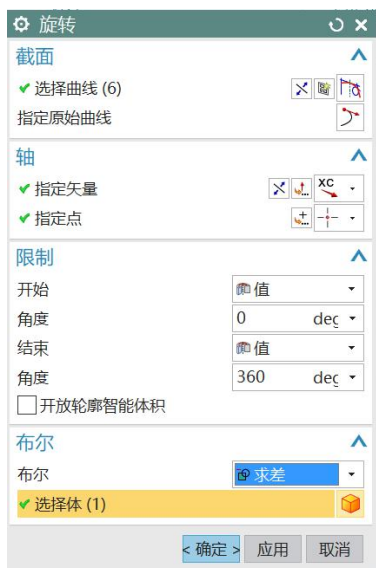 旋转
截面
选择曲线 (6)
指定原始曲线
轴
指定矢量 XC
指定点
限制
开始 值
角度 0 deg
结束 值
角度 360 deg
开放轮廓智能体积
布尔
布尔 求差
选择体 (1)
< 确定 > 应用 取消